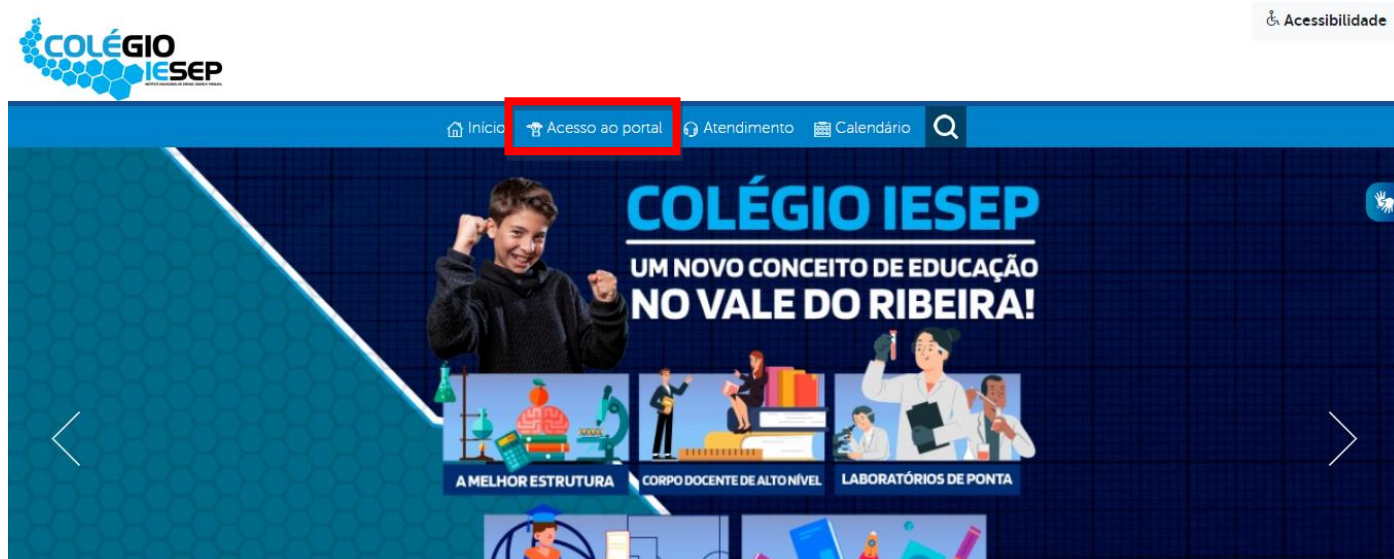 Acessibilidade
COLÉGIO
IESEP
Início
Acesso ao portal
Atendimento
Calendário
COLÉGIO IESEP
UM NOVO CONCEITO DE EDUCAÇÃO
NO VALE DO RIBEIRA!
A MELHOR ESTRUTURA
CORPO DOCENTE DE ALTO NÍVEL
LABORATÓRIOS DE PONTA